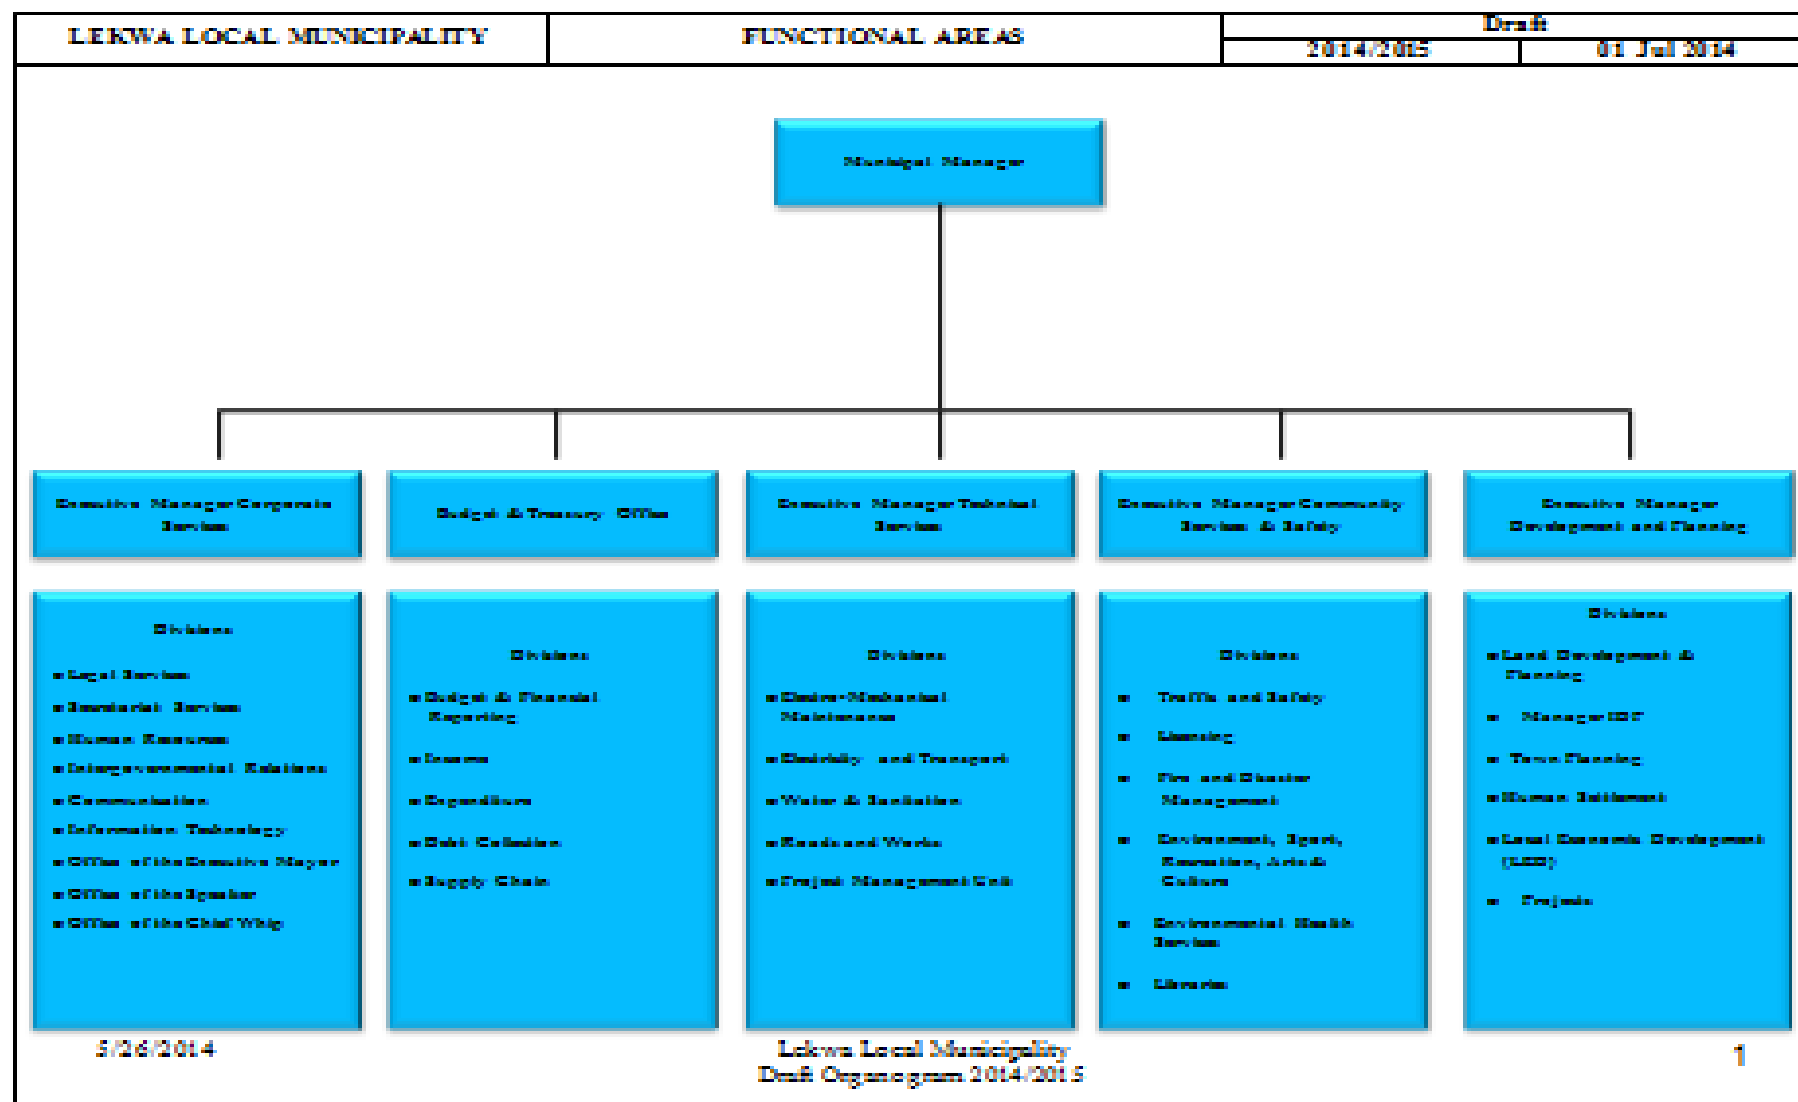 LEKWA LOCAL MUNICIPALITY
FUNCTIONAL AREAS
Draft
2014/2015
01 Jul 2014
Municipal Manager
Executive Manager Corporate
Services
Budget & Treasury Office
Executive Manager Technical
Services
Executive Manager Community
Services & Safety
Executive Manager
Development and Planning
Divisions
Legal Services
Secretariat Services
Human Resources
Intergovernmental Relations
Communication
Information Technology
Office of the Executive Mayor
Office of the Speaker
Office of the Chief Whip
Divisions
Budget & Financial
Reporting
Income
Expenditure
Debt Collection
Supply Chain
Divisions
Electro-Mechanical
Maintenance
Electricity and Transport
Water & Sanitation
Roads and Works
Project Management Unit
Divisions
Traffic and Safety
Licensing
Fire and Disaster
Management
Environment, Sport,
Recreation, Arts &
Culture
Environmental Health
Services
Libraries
Divisions
Land Development &
Planning
Manager IDP
Town Planning
Human Settlement
Local Economic Development
(LED)
Projects
5/26/2014
Lekwa Local Municipality
Draft Organogram 2014/2015
1